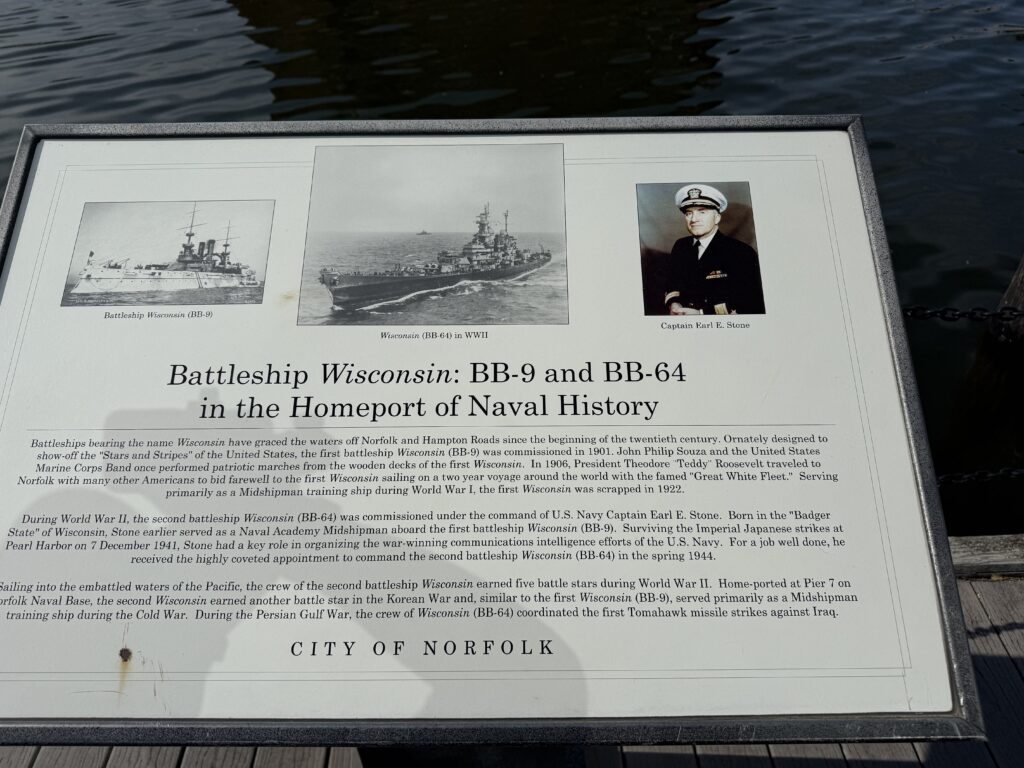 Battleship Wisconsin (BB-9)
Wisconsin (BB-64) in WWII
Captain Earl E. Stone
Battleship Wisconsin: BB-9 and BB-64
in the Homeport of Naval History
Battleships bearing the name Wisconsin have graced the waters off Norfolk and Hampton Roads since the beginning of the twentieth century. Ornately designed to
show-off the "Stars and Stripes" of the United States, the first battleship Wisconsin (BB-9) was commissioned in 1901. John Philip Souza and the United States
Marine Corps Band once performed patriotic marches from the wooden decks of the first Wisconsin. In 1906, President Theodore "Teddy" Roosevelt traveled to
Norfolk with many other Americans to bid farewell to the first Wisconsin sailing on a two year voyage around the world with the famed "Great White Fleet." Serving
primarily as a Midshipman training ship during World War I, the first Wisconsin was scrapped in 1922.
During World War II, the second battleship Wisconsin (BB-64) was commissioned under the command of U.S. Navy Captain Earl E. Stone. Born in the "Badger
State" of Wisconsin, Stone earlier served as a Naval Academy Midshipman aboard the first battleship Wisconsin (BB-9). Surviving the Imperial Japanese strikes at
Pearl Harbor on 7 December 1941, Stone had a key role in organizing the war-winning communications intelligence efforts of the U.S. Navy. For a job well done, he
received the highly coveted appointment to command the second battleship Wisconsin (BB-64) in the spring 1944.
Sailing into the embattled waters of the Pacific, the crew of the second battleship Wisconsin earned five battle stars during World War II. Home-ported at Pier 7 on
orfolk Naval Base, the second Wisconsin earned another battle star in the Korean War and, similar to the first Wisconsin (BB-9), served primarily as a Midshipman
training ship during the Cold War. During the Persian Gulf War, the crew of Wisconsin (BB-64) coordinated the first Tomahawk missile strikes against Iraq.
CITY OF NORFOLK